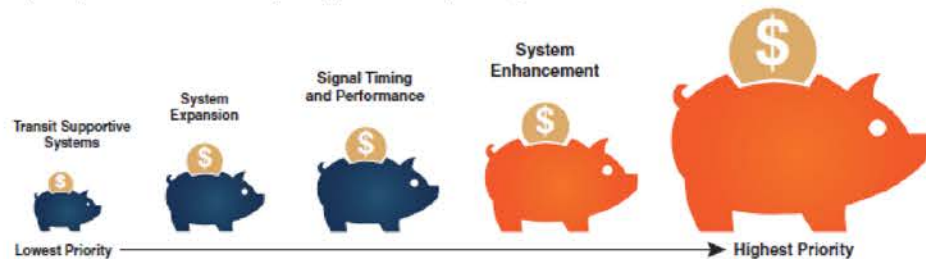 Transit Supportive
Systems
System
Expansion
Signal Timing
and Performance
System
Enhancement
$
$
$
$
$
Lowest Priority
Highest Priority